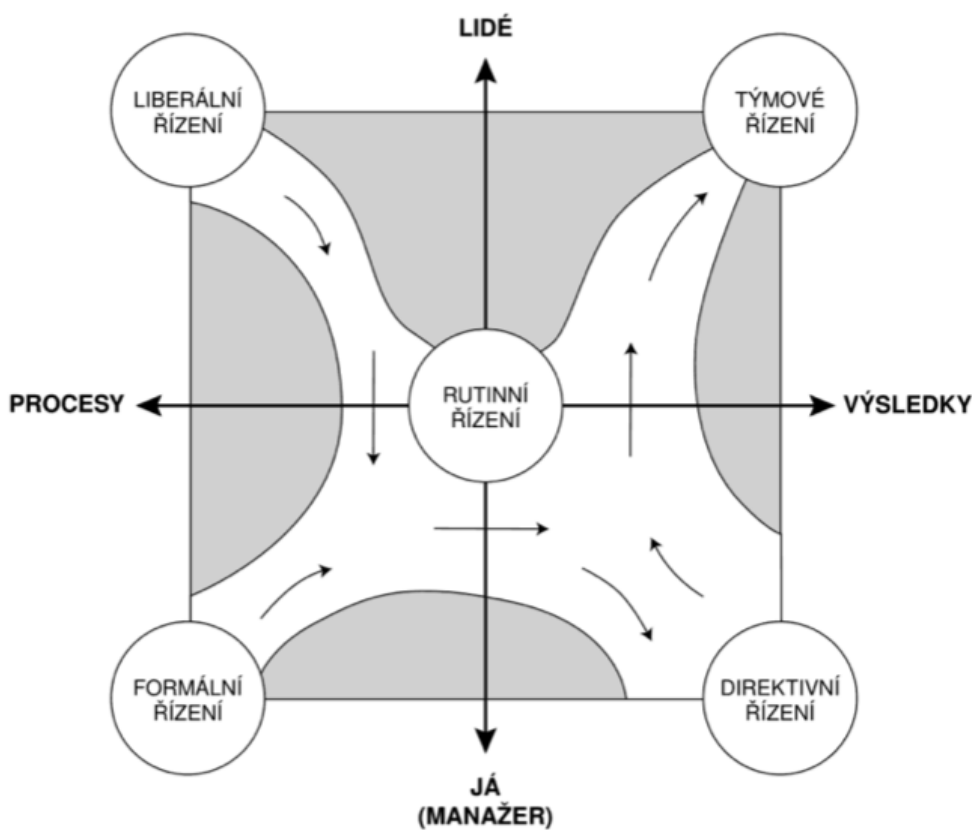 LIDÉ
LIBERÁLNÍ
ŘÍZENÍ
TÝMOVÉ
ŘÍZENÍ
PROCESY
RUTINNÍ
ŘÍZENÍ
VÝSLEDKY
FORMÁLNÍ
ŘÍZENÍ
DIREKTIVNÍ
ŘÍZENÍ
JÁ
(MANAŽER)